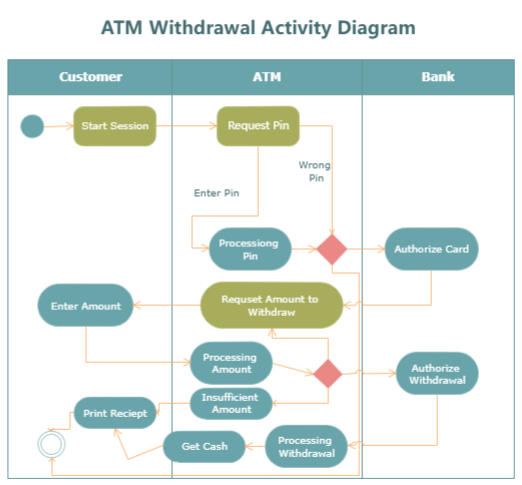 ATM Withdrawal Activity Diagram
Customer
ATM
Bank
Start Session
Request Pin
Wrong
Pin
Enter Pin
Processiong
Pin
Authorize Card
Enter Amount
Requset Amount to
Withdraw
Processing
Amount
Authorize
Withdrawal
Insufficient
Amount
Print Reciept
Get Cash
Processing
Withdrawal